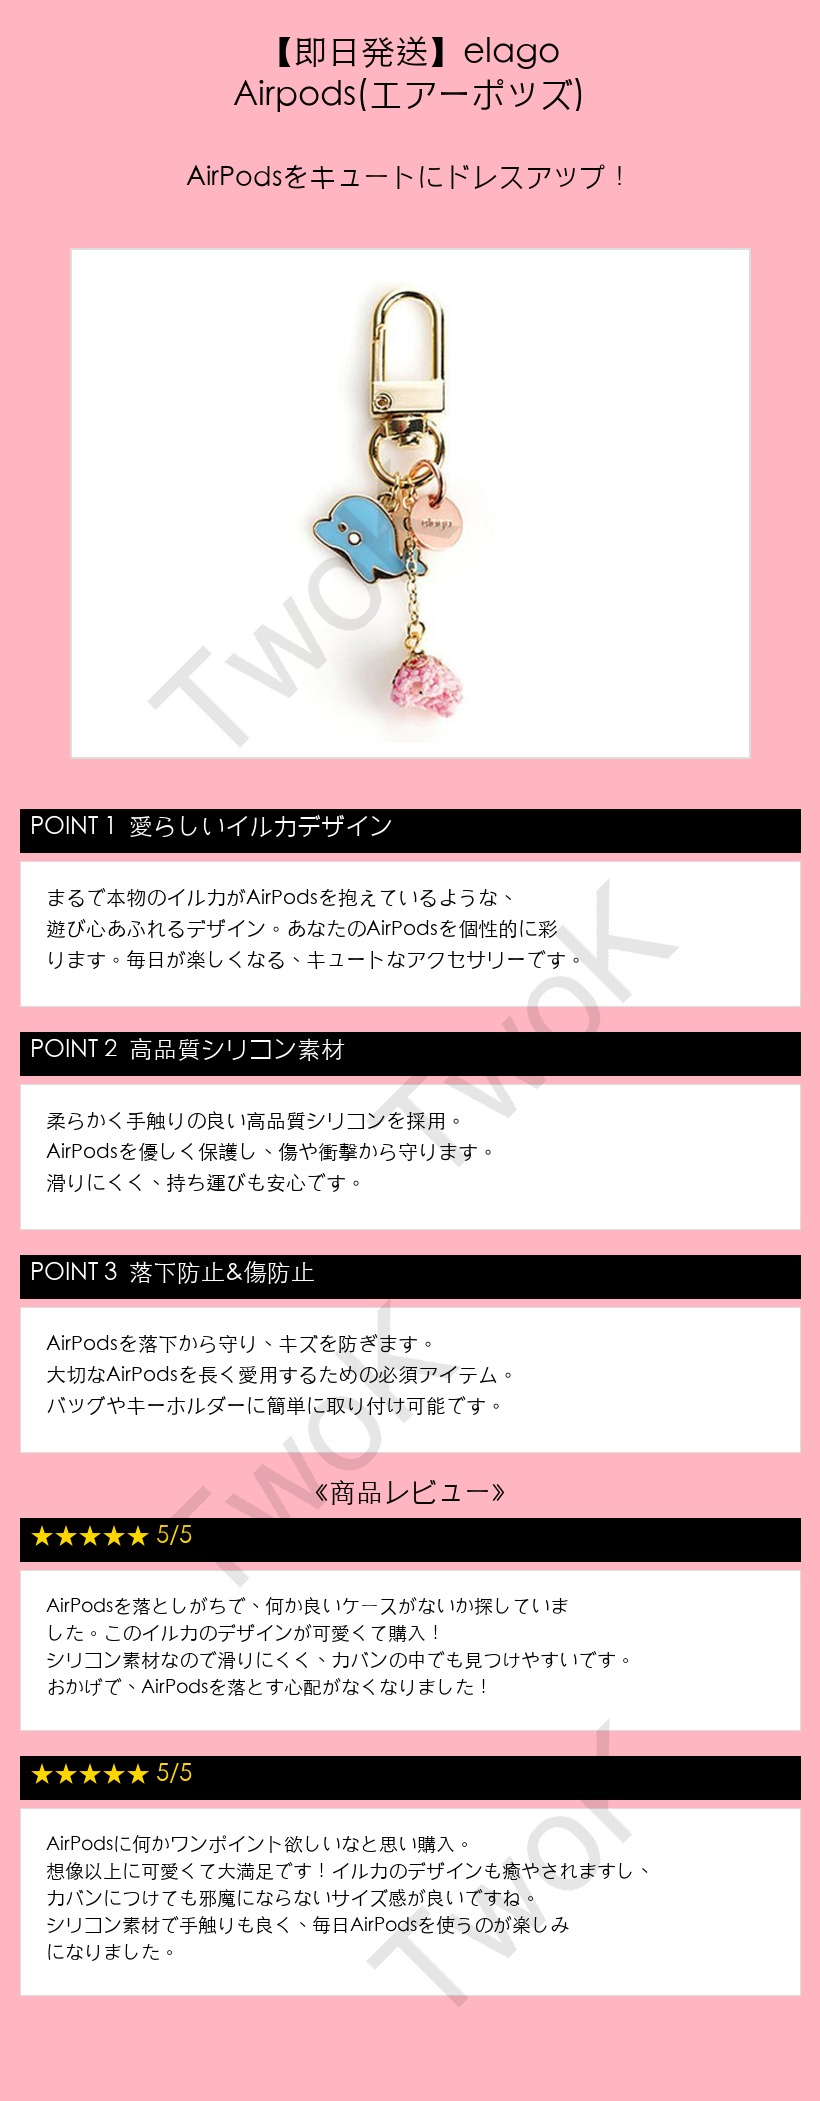 【即日発送】elago
Airpods(エアーポッズ)
AirPodsをキュートにドレスアップ！
elago
TwoK
POINT 1 愛らしいイルカデザイン
まるで本物のイルカがAirPodsを抱えているような、
遊び心あふれるデザイン。あなたのAirPodsを個性的に彩
ります。毎日が楽しくなる、キュートなアクセサリーです。
TwoK
POINT 2 高品質シリコン素材
柔らかく手触りの良い高品質シリコンを採用。
AirPodsを優しく保護し、傷や衝撃から守ります。
滑りにくく、持ち運びも安心です。
POINT 3 落下防止&傷防止
AirPodsを落下から守り、キズを防ぎます。
大切なAirPodsを長く愛用するための必須アイテム。
バッグやキーホルダーに簡単に取り付け可能です。
TwoK
《商品レビュー》
★★★★★ 5/5
AirPodsを落としがちで、何か良いケースがないか探していま
した。このイルカのデザインが可愛くて購入！
シリコン素材なので滑りにくく、カバンの中でも見つけやすいです。
おかげで、AirPodsを落とす心配がなくなりました！
★★★★★ 5/5
AirPodsに何かワンポイント欲しいなと思い購入。
想像以上に可愛くて大満足です！イルカのデザインも癒やされますし、
カバンにつけても邪魔にならないサイズ感が良いですね。
シリコン素材で手触りも良く、毎日AirPodsを使うのが楽しみ
になりました。
TwoK